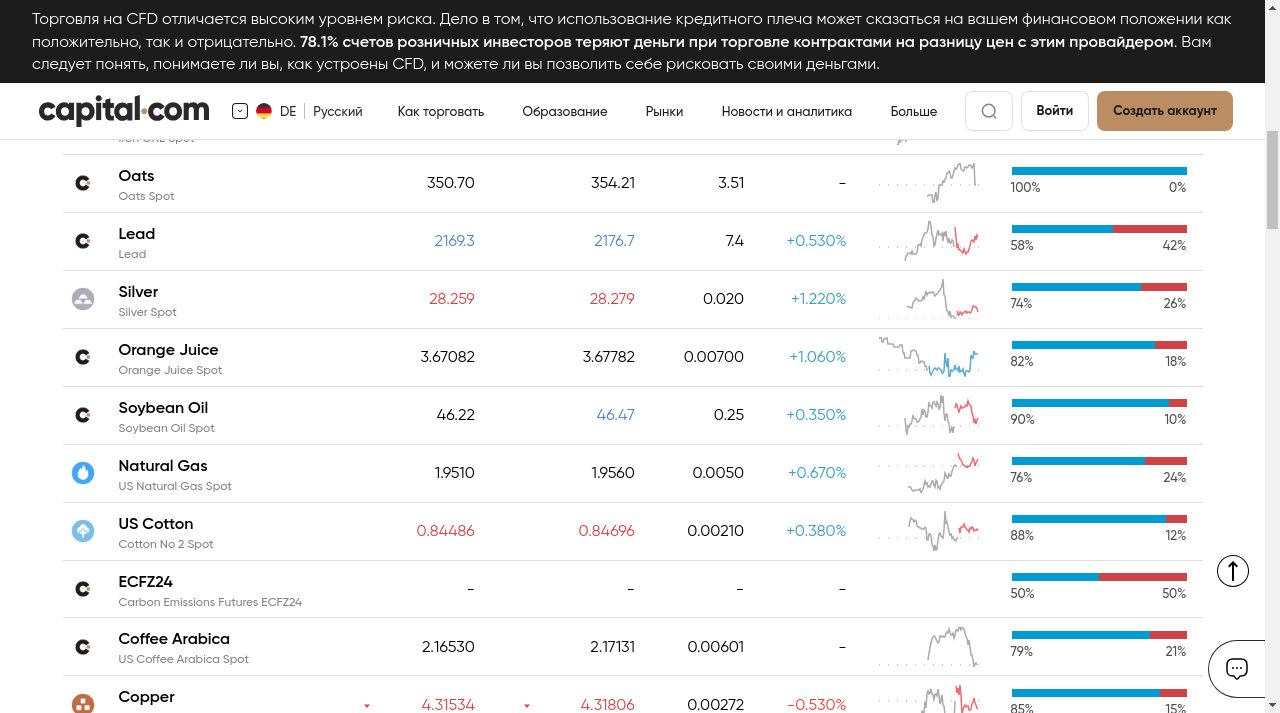 Торговля на CFD отличается высоким уровнем риска. Дело в том, что использование кредитного плеча может сказаться на вашем финансовом положении как
положительно, так и отрицательно. 78.1% счетов розничных инвесторов теряют деньги при торговле контрактами на разницу цен с этим провайдером. Вам
следует понять, понимаете ли вы, как устроены CFD, и можете ли вы позволить себе рисковать своими деньгами.
capital.com DE Русский Как торговать Образование Рынки Новости и аналитика Больше Войти Создать аккаунт
Oats 350.70 354.21 3.51 - 100% 0%
Oats Spot
Lead 2169.3 2176.7 7.4 +0.530% 58% 42%
Lead
Silver 28.259 28.279 0.020 +1.220% 74% 26%
Silver Spot
Orange Juice 3.67082 3.67782 0.00700 +1.060% 82% 18%
Orange Juice Spot
Soybean Oil 46.22 46.47 0.25 +0.350% 90% 10%
Soybean Oil Spot
Natural Gas 1.9510 1.9560 0.0050 +0.670% 76% 24%
US Natural Gas Spot
US Cotton 0.84486 0.84696 0.00210 +0.380% 88% 12%
Cotton No 2 Spot
ECFZ24 - - - - 50% 50%
Carbon Emissions Futures ECFZ24
Coffee Arabica 2.16530 2.17131 0.00601 - 79% 21%
US Coffee Arabica Spot
Copper 4.31534 4.31806 0.00272 -0.530% 85% 15%